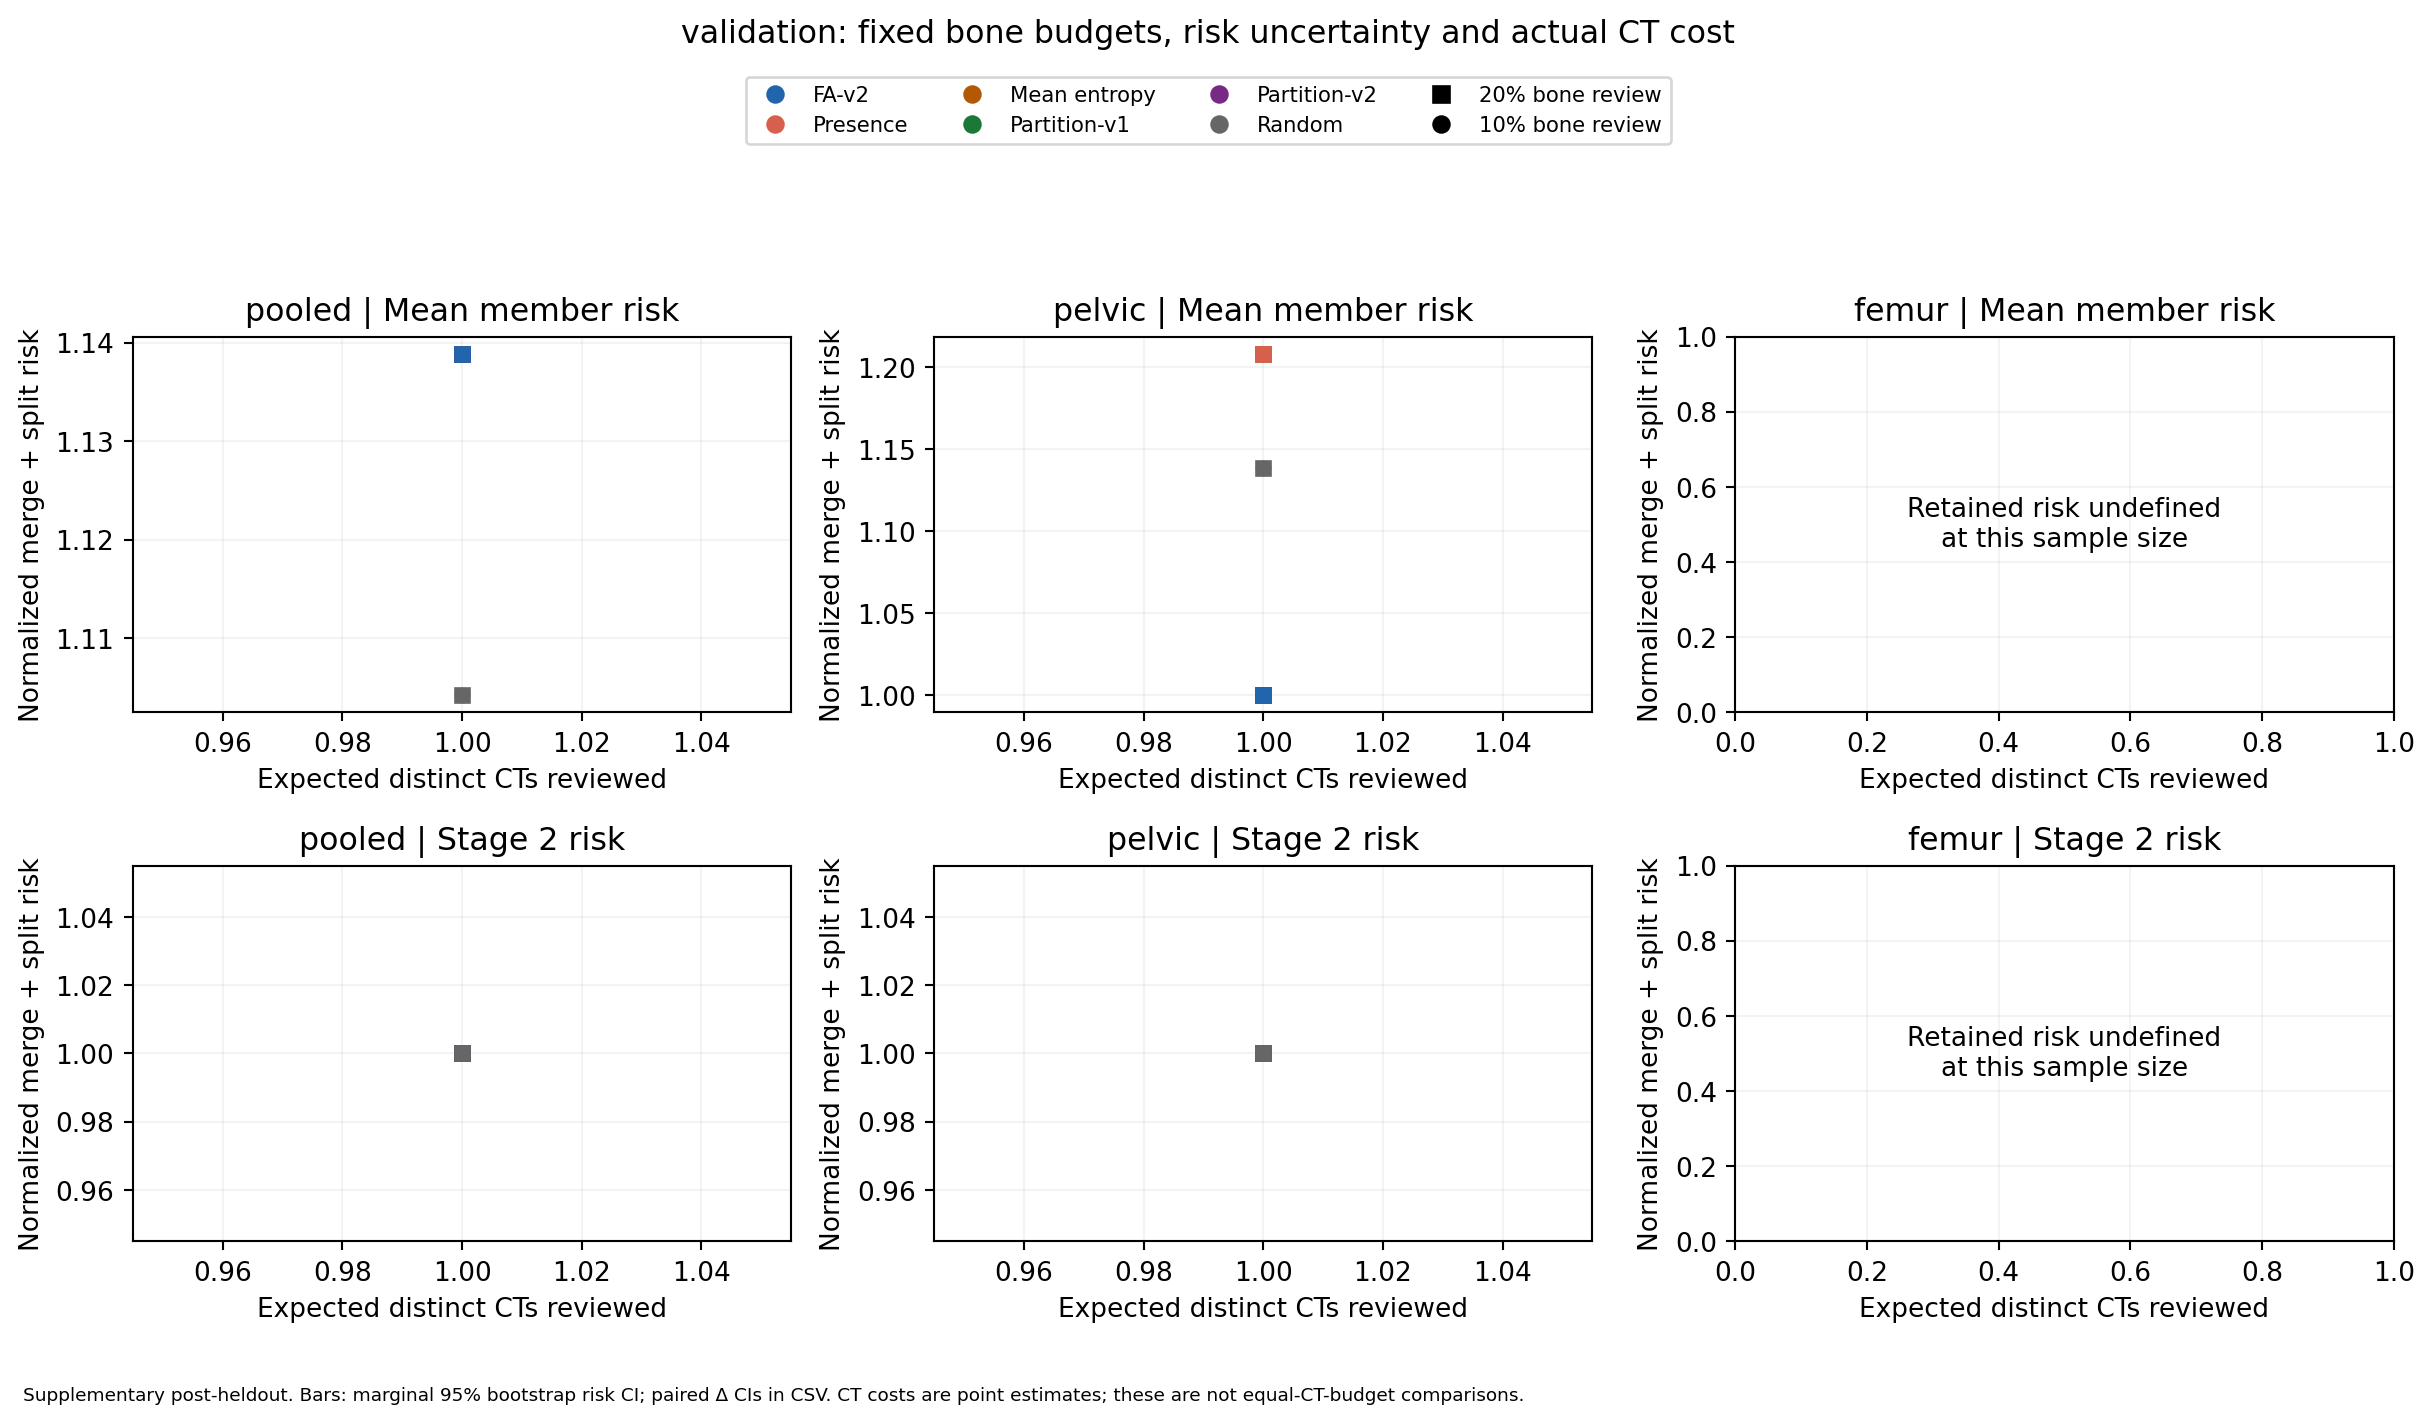 validation: fixed bone budgets, risk uncertainty and actual CT cost
FA-v2
Mean entropy
Partition-v2
20% bone review
Presence
Partition-v1
Random
10% bone review
pooled | Mean member risk
Normalized merge + split risk
1.14
1.13
1.12
1.11
0.96 0.98 1.00 1.02 1.04
Expected distinct CTs reviewed
pelvic | Mean member risk
Normalized merge + split risk
1.20
1.15
1.10
1.05
1.00
0.96 0.98 1.00 1.02 1.04
Expected distinct CTs reviewed
femur | Mean member risk
Normalized merge + split risk
1.0
0.8
0.6
0.4
0.2
0.0
Retained risk undefined
at this sample size
0.0 0.2 0.4 0.6 0.8 1.0
Expected distinct CTs reviewed
pooled | Stage 2 risk
Normalized merge + split risk
1.04
1.02
1.00
0.98
0.96
0.96 0.98 1.00 1.02 1.04
Expected distinct CTs reviewed
pelvic | Stage 2 risk
Normalized merge + split risk
1.04
1.02
1.00
0.98
0.96
0.96 0.98 1.00 1.02 1.04
Expected distinct CTs reviewed
femur | Stage 2 risk
Normalized merge + split risk
1.0
0.8
0.6
0.4
0.2
0.0
Retained risk undefined
at this sample size
0.0 0.2 0.4 0.6 0.8 1.0
Expected distinct CTs reviewed
Supplementary post-heldout. Bars: marginal 95% bootstrap risk CI; paired Δ CIs in CSV. CT costs are point estimates; these are not equal-CT-budget comparisons.